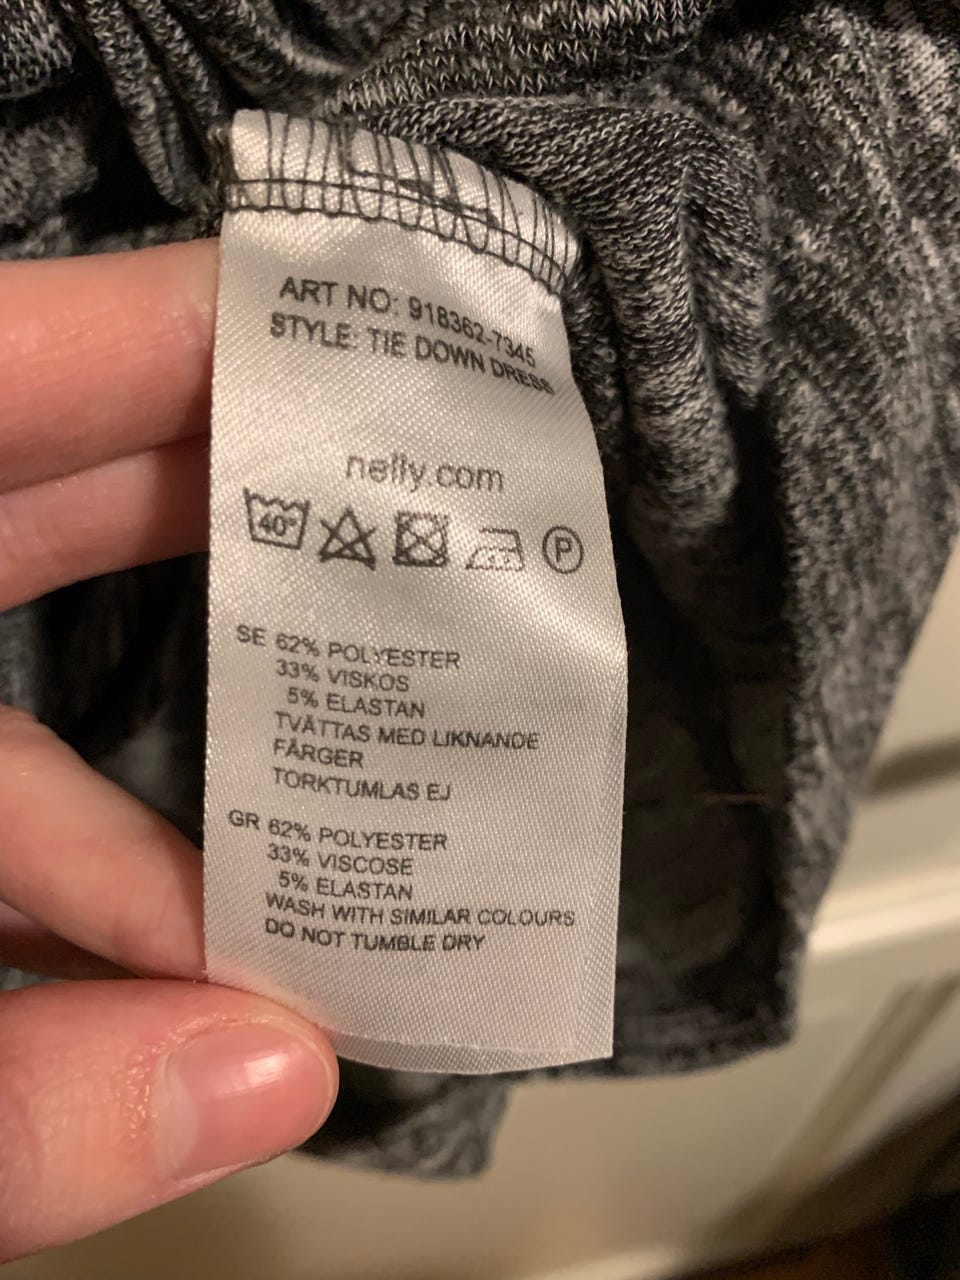 ART NO: 918362-7345
STYLE: TIE DOWN DRESS
nelly.com
40° P
SE 62% POLYESTER
33% VISKOS
5% ELASTAN
TVÄTTAS MED LIKNANDE
FÄRGER
TORKTUMLAS EJ
GR 62% POLYESTER
33% VISCOSE
5% ELASTAN
WASH WITH SIMILAR COLOURS
DO NOT TUMBLE DRY